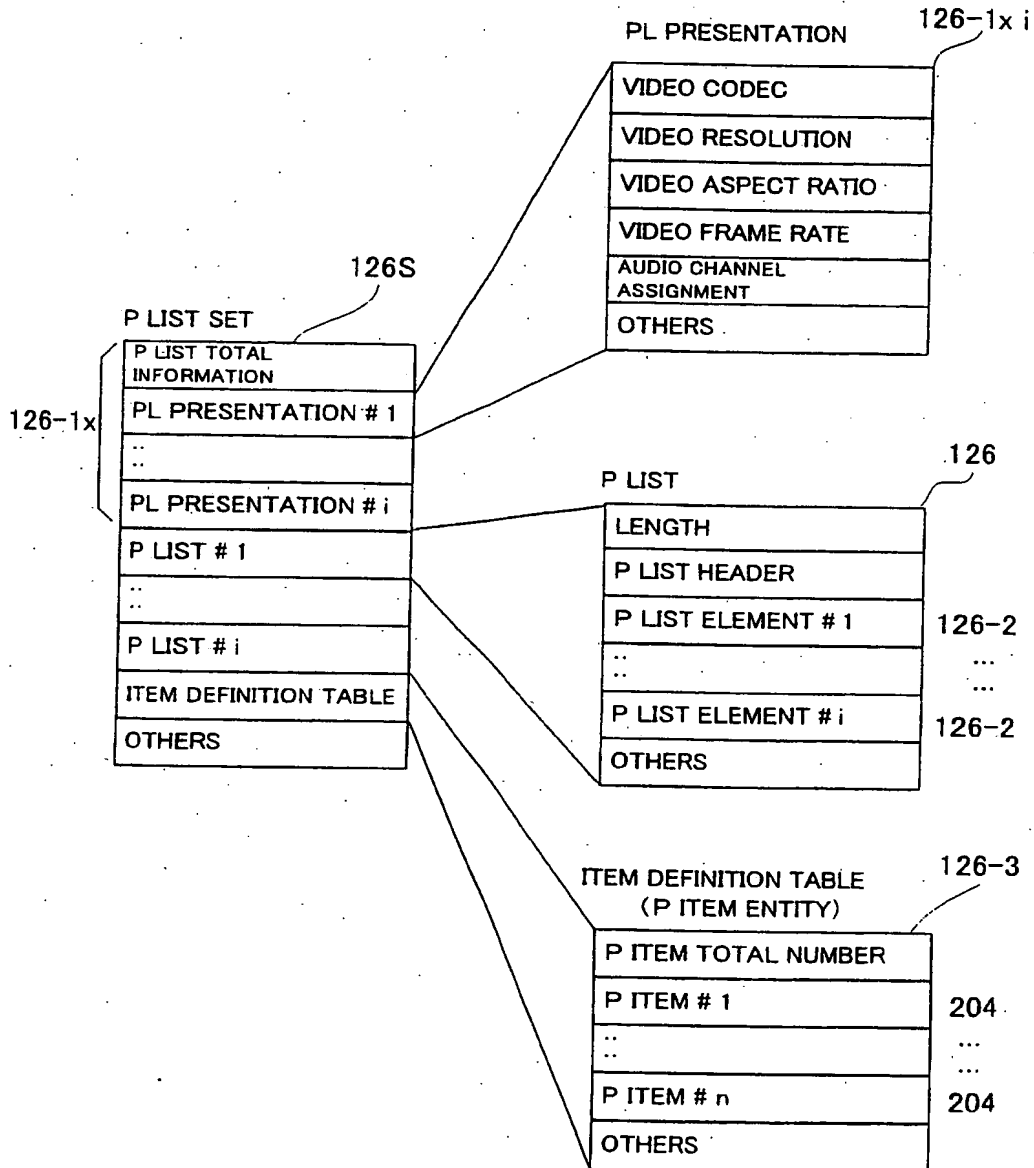 PL PRESENTATION
126-1x i
VIDEO CODEC
VIDEO RESOLUTION
VIDEO ASPECT RATIO
VIDEO FRAME RATE
AUDIO CHANNEL
ASSIGNMENT
OTHERS
126S
P LIST SET
126-1x
P LIST TOTAL
INFORMATION
PL PRESENTATION # 1
::
PL PRESENTATION # i
P LIST # 1
::
P LIST # i
ITEM DEFINITION TABLE
OTHERS
P LIST
126
LENGTH
P LIST HEADER
P LIST ELEMENT # 1 126-2
:: ...
...
P LIST ELEMENT # i 126-2
OTHERS
ITEM DEFINITION TABLE
(P ITEM ENTITY)
126-3
P ITEM TOTAL NUMBER
P ITEM # 1 204
:: ...
...
P ITEM # n 204
OTHERS